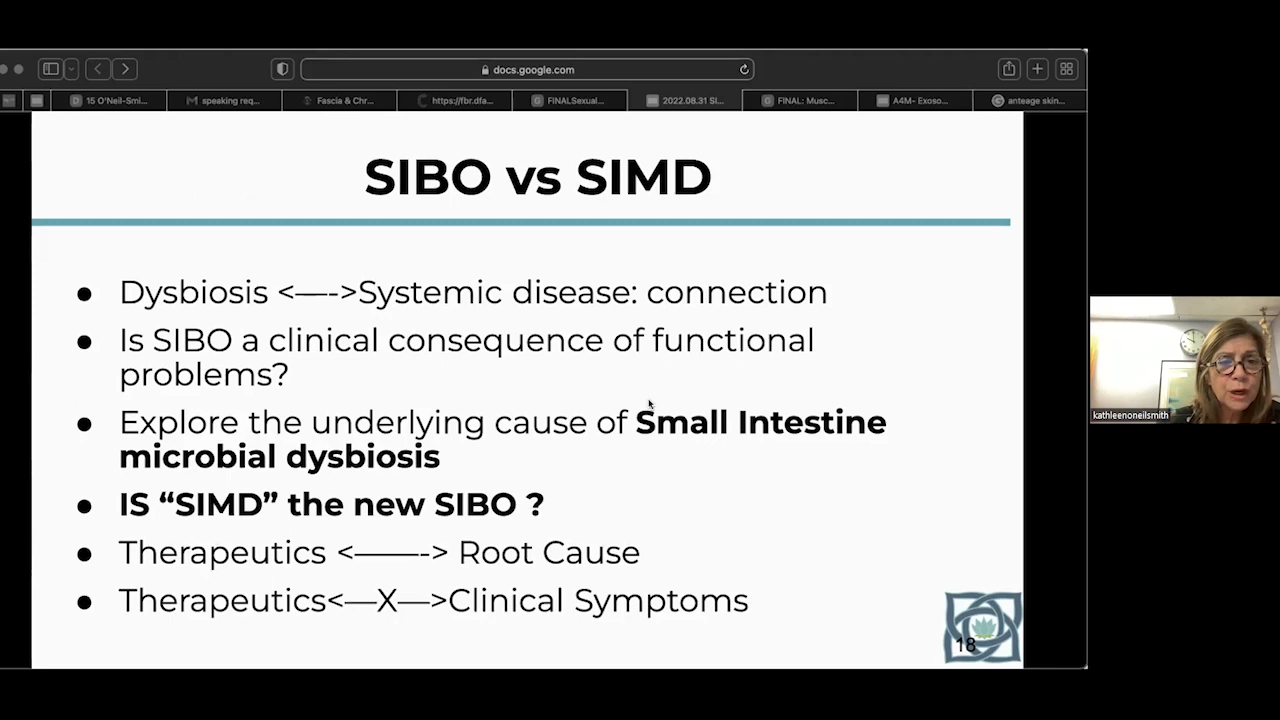 docs.google.com
15 O'Neil-Smi...
speaking req...
Fascia & Chr...
https://fbr.dfa...
FINALSexual...
2022.08.31 SI...
FINAL: Musc...
A4M- Exoso...
anteage skin...
SIBO vs SIMD
● Dysbiosis <—-->Systemic disease: connection
● Is SIBO a clinical consequence of functional
problems?
● Explore the underlying cause of Small Intestine
microbial dysbiosis
● IS “SIMD” the new SIBO ?
● Therapeutics <——--> Root Cause
● Therapeutics<—X—>Clinical Symptoms
18
kathleenoneilsmith